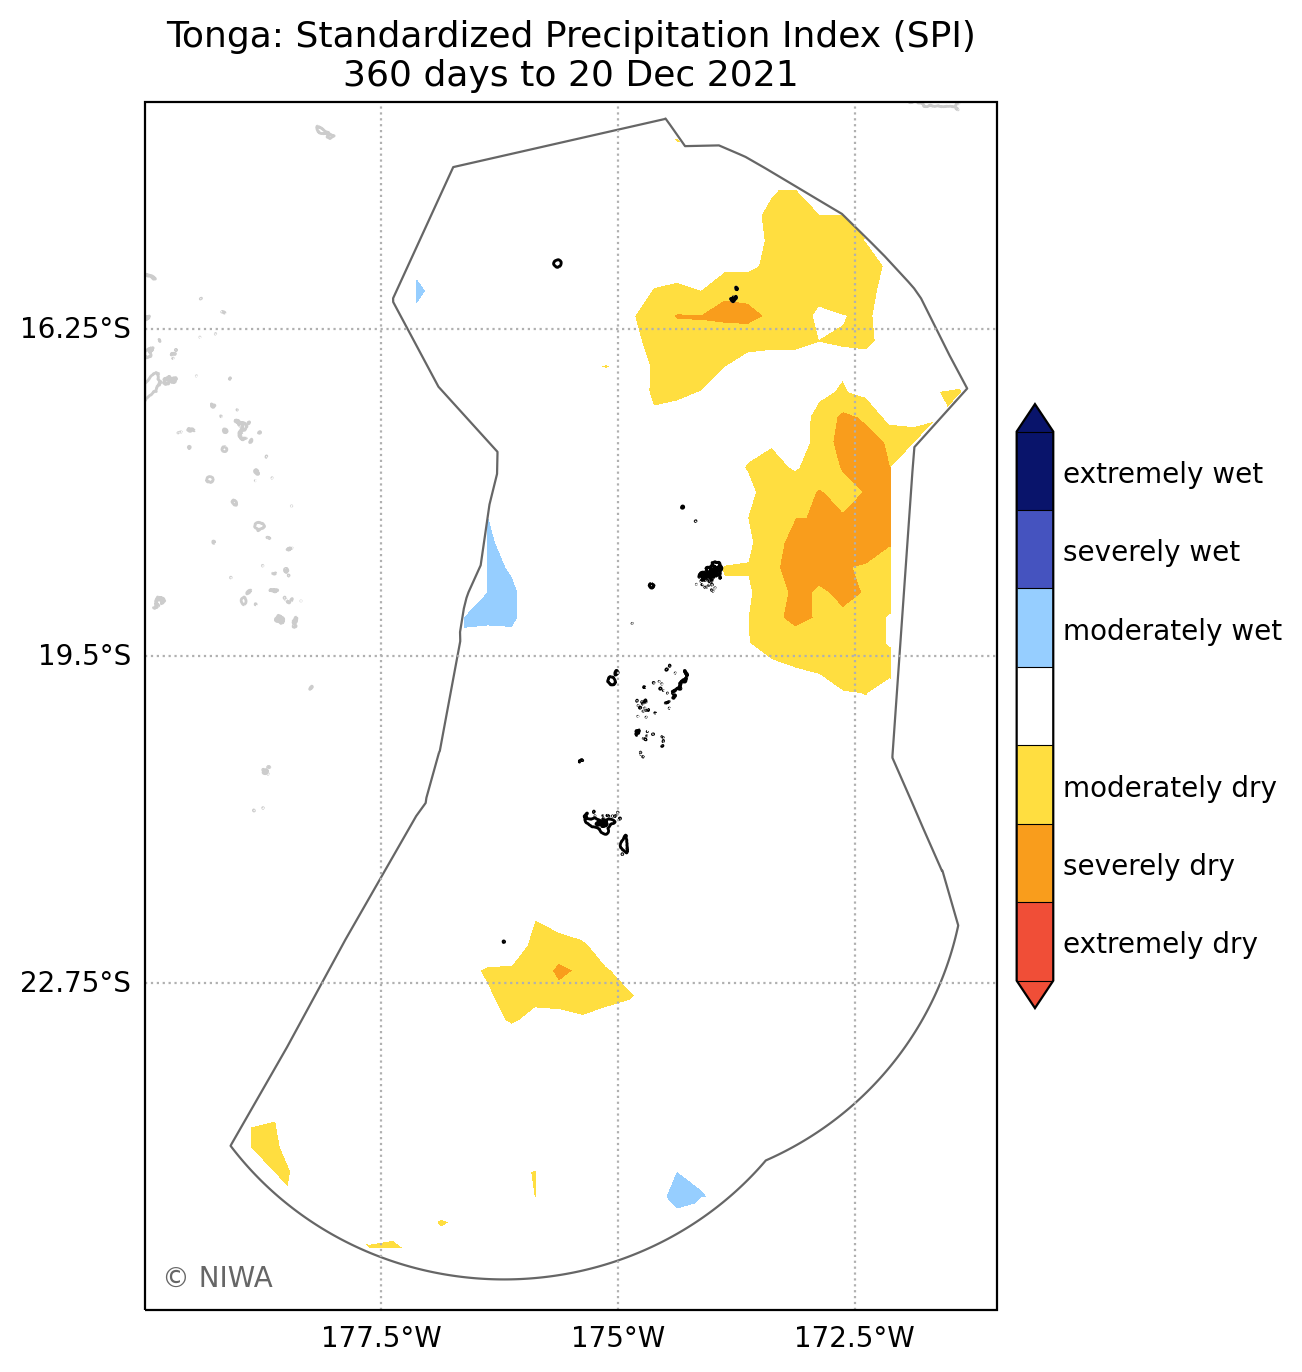 Tonga: Standardized Precipitation Index (SPI)
360 days to 20 Dec 2021
16.25°S
19.5°S
22.75°S
177.5°W
175°W
172.5°W
extremely wet
severely wet
moderately wet
moderately dry
severely dry
extremely dry
© NIWA